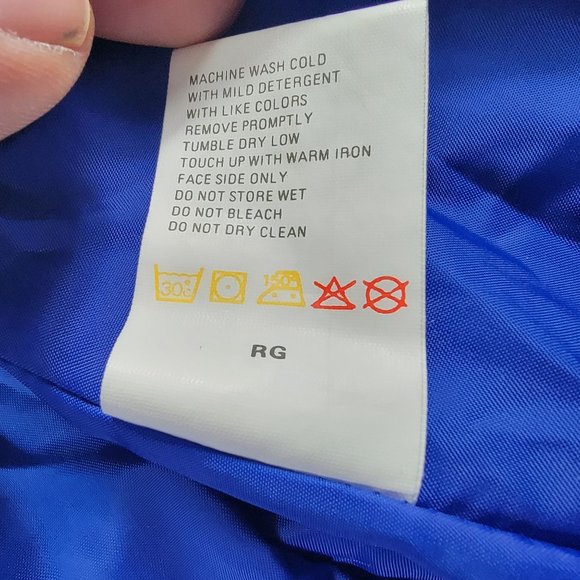 MACHINE WASH COLD
WITH MILD DETERGENT
WITH LIKE COLORS
REMOVE PROMPTLY
TUMBLE DRY LOW
TOUCH UP WITH WARM IRON
FACE SIDE ONLY
DO NOT STORE WET
DO NOT BLEACH
DO NOT DRY CLEAN
30c
RG